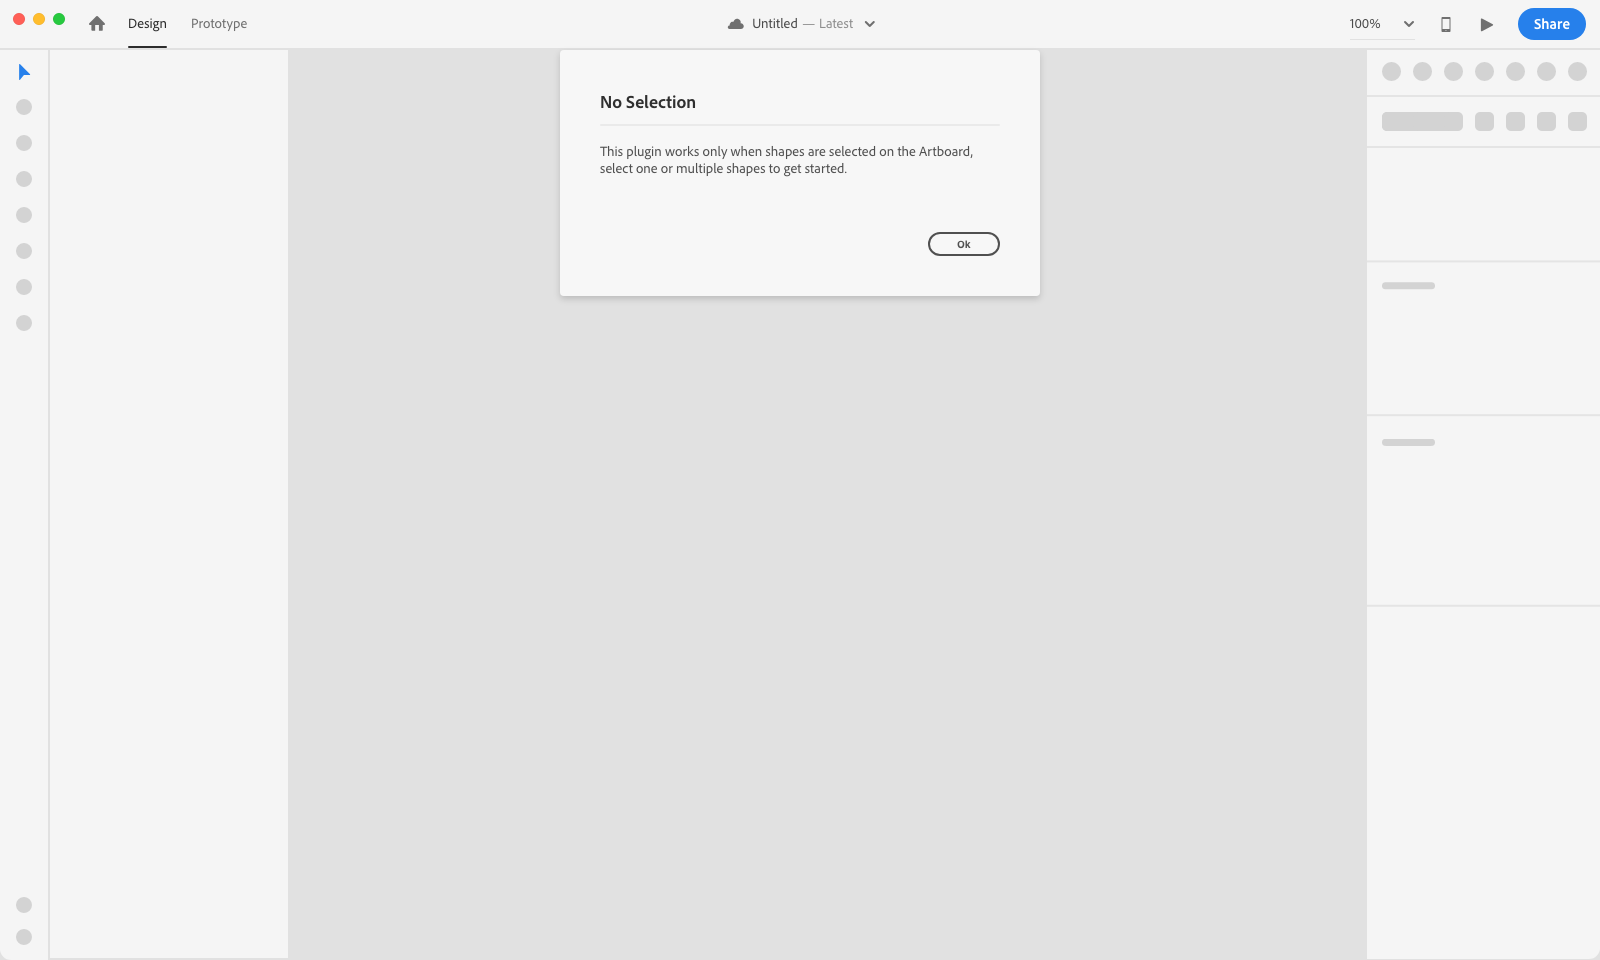 Design Prototype Untitled — Latest 100% Share
No Selection
This plugin works only when shapes are selected on the Artboard,
select one or multiple shapes to get started.
Ok